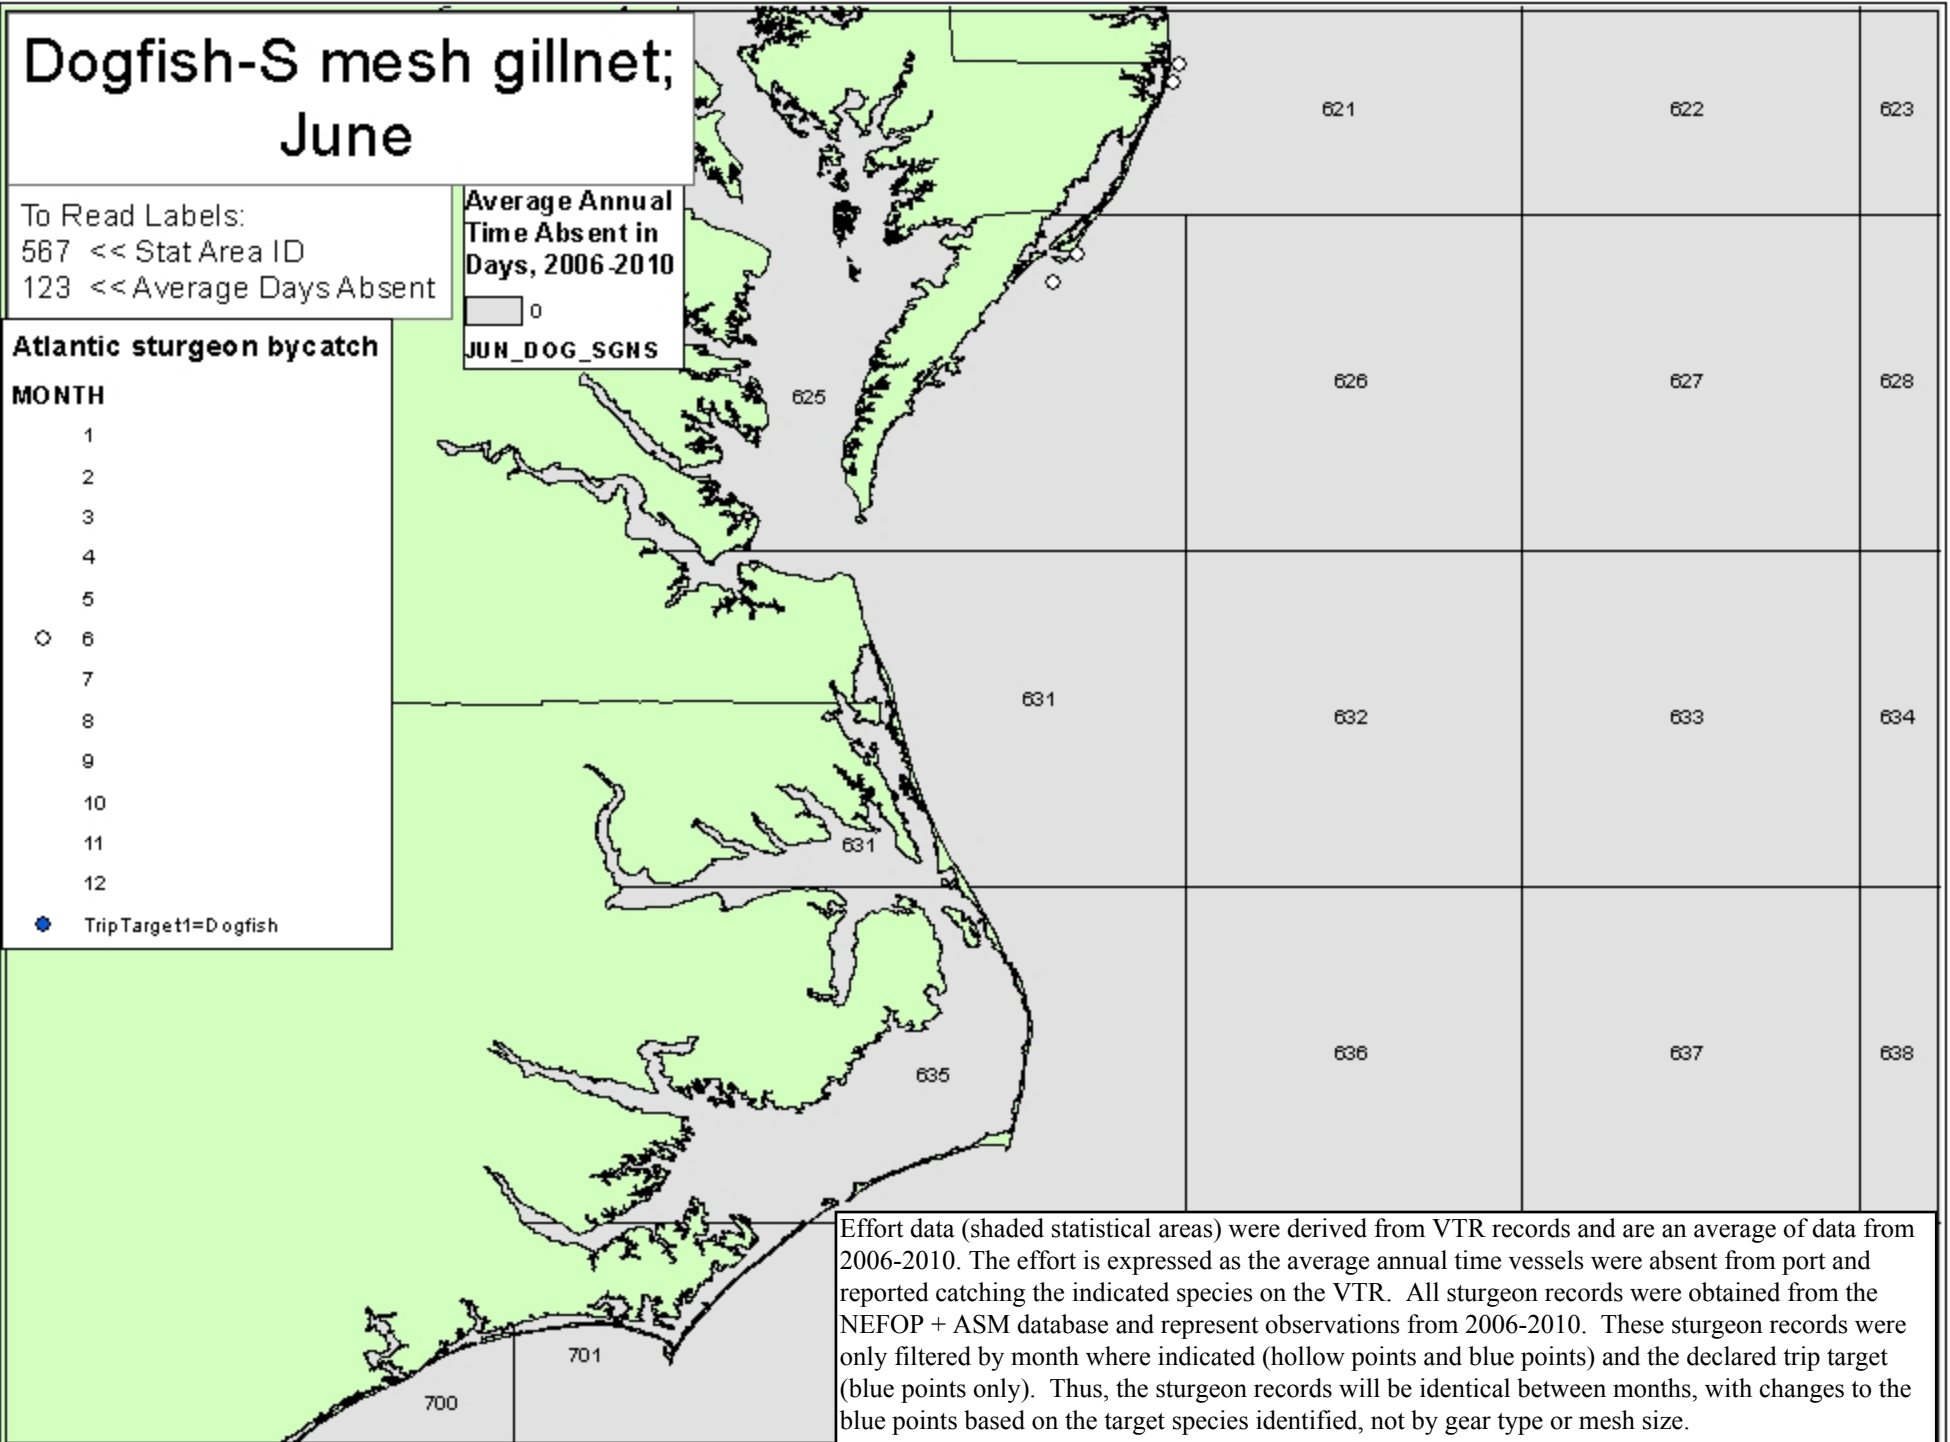 Dogfish-S mesh gillnet;
June
To Read Labels:
567 << Stat Area ID
123 << Average Days Absent
Average Annual
Time Absent in
Days, 2006-2010
0
JUN_DOG_SGNS
Atlantic sturgeon bycatch
MONTH
1
2
3
4
5
6
7
8
9
10
11
12
TripTarget1=Dogfish
621
622
623
625
626
627
628
631
632
633
634
631
635
636
637
638
701
700
Effort data (shaded statistical areas) were derived from VTR records and are an average of data from
2006-2010. The effort is expressed as the average annual time vessels were absent from port and
reported catching the indicated species on the VTR. All sturgeon records were obtained from the
NEFOP + ASM database and represent observations from 2006-2010. These sturgeon records were
only filtered by month where indicated (hollow points and blue points) and the declared trip target
(blue points only). Thus, the sturgeon records will be identical between months, with changes to the
blue points based on the target species identified, not by gear type or mesh size.